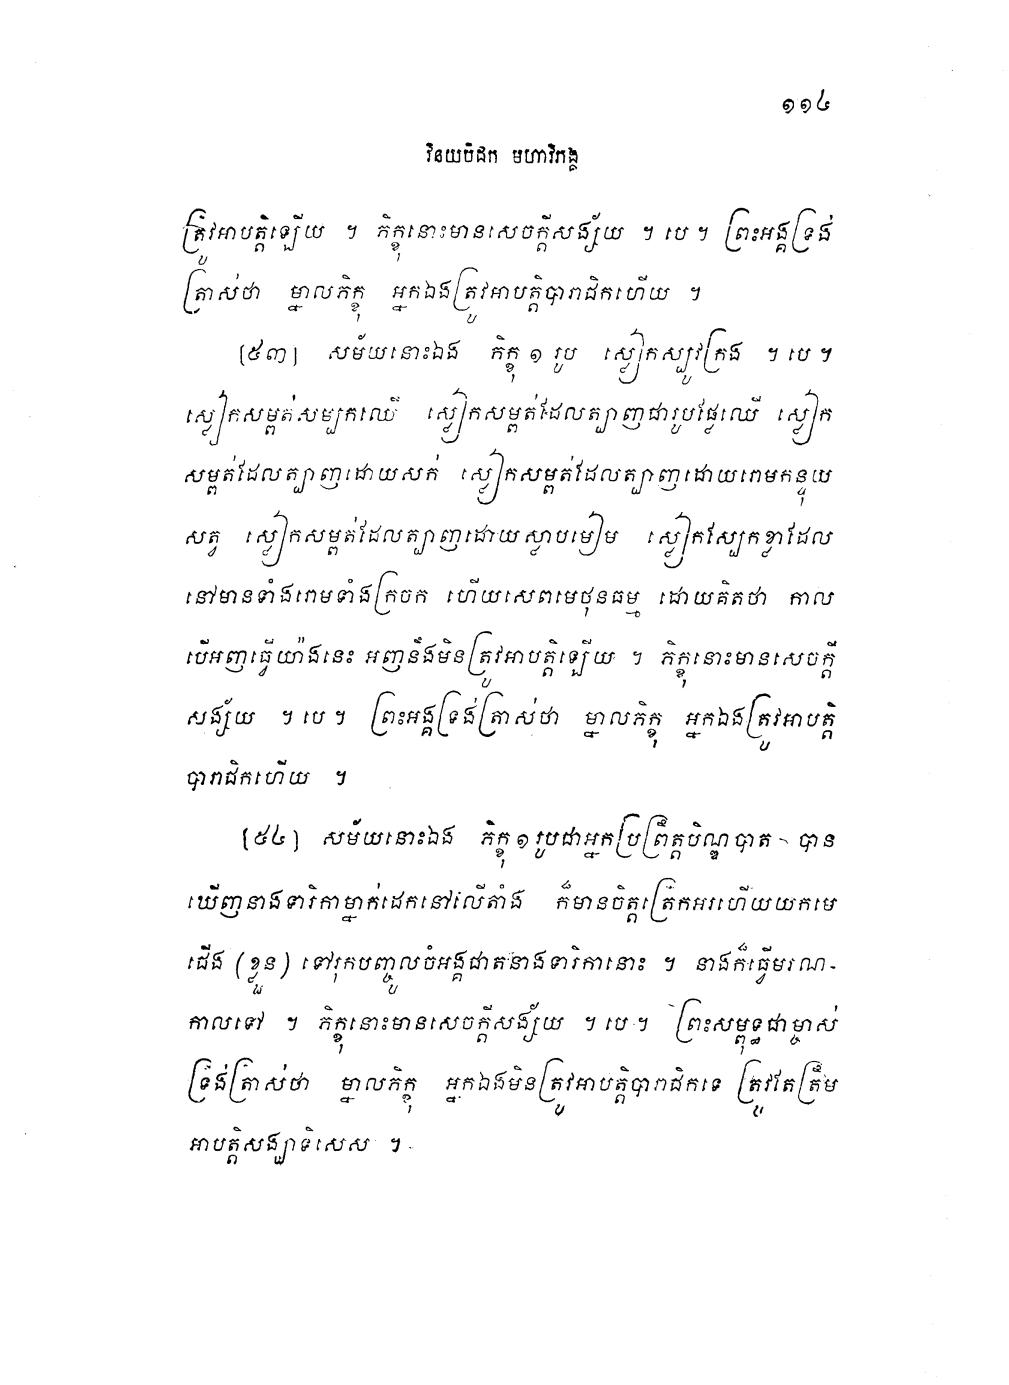 ១១៤
វិនយបិដក មហាវិភង្គ
ត្រូវអាបត្តិឡើយ ។ ភិក្ខុនោះមានសេចក្តីសង្ស័យ ។ បេ ។ ព្រះអង្គទ្រង់
ត្រាស់ថា ម្នាលភិក្ខុ អ្នកឯងត្រូវអាបត្តិបារាជិកហើយ ។
[៥៣] សម័យនោះឯង ភិក្ខុ ១ រូប ស្លៀកស្បូវក្រង ។ បេ ។
ស្លៀកសម្ពត់សម្បកឈើ ស្លៀកសម្ពត់ដែលត្បាញជារូបផ្លែឈើ ស្លៀក
សម្ពត់ដែលត្បាញដោយសក់ ស្លៀកសម្ពត់ដែលត្បាញដោយរោមកន្ទុយ
សត្វ ស្លៀកសម្ពត់ដែលត្បាញដោយស្លាបមៀម ស្លៀកស្បែកខ្លាដែល
នៅមានទាំងរោមទាំងក្រចក ហើយសេពមេថុនធម្ម ដោយគិតថា កាល
បើអញធ្វើយ៉ាងនេះ អញនឹងមិនត្រូវអាបត្តិឡើយ ។ ភិក្ខុនោះមានសេចក្តី
សង្ស័យ ។ បេ ។ ព្រះអង្គទ្រង់ត្រាស់ថា ម្នាលភិក្ខុ អ្នកឯងត្រូវអាបត្តិ
បារាជិកហើយ ។
[៥៤] សម័យនោះឯង ភិក្ខុ ១ រូបជាអ្នកប្រព្រឹត្តបិណ្ឌបាត បាន
ឃើញនាងទារិកាម្នាក់ដេកនៅលើតាំង ក៏មានចិត្តត្រេកអរហើយយកមេ
ជើង (ខ្លួន) ទៅរុកបញ្ចូលចំអង្គជាតនាងទារិកានោះ ។ នាងក៏ធ្វើមរណ-
កាលទៅ ។ ភិក្ខុនោះមានសេចក្តីសង្ស័យ ។ បេ ។ ព្រះសម្ពុទ្ធជាម្ចាស់
ទ្រង់ត្រាស់ថា ម្នាលភិក្ខុ អ្នកឯងមិនត្រូវអាបត្តិបារាជិកទេ ត្រូវតែត្រឹម
អាបត្តិសង្ឃាទិសេស ។